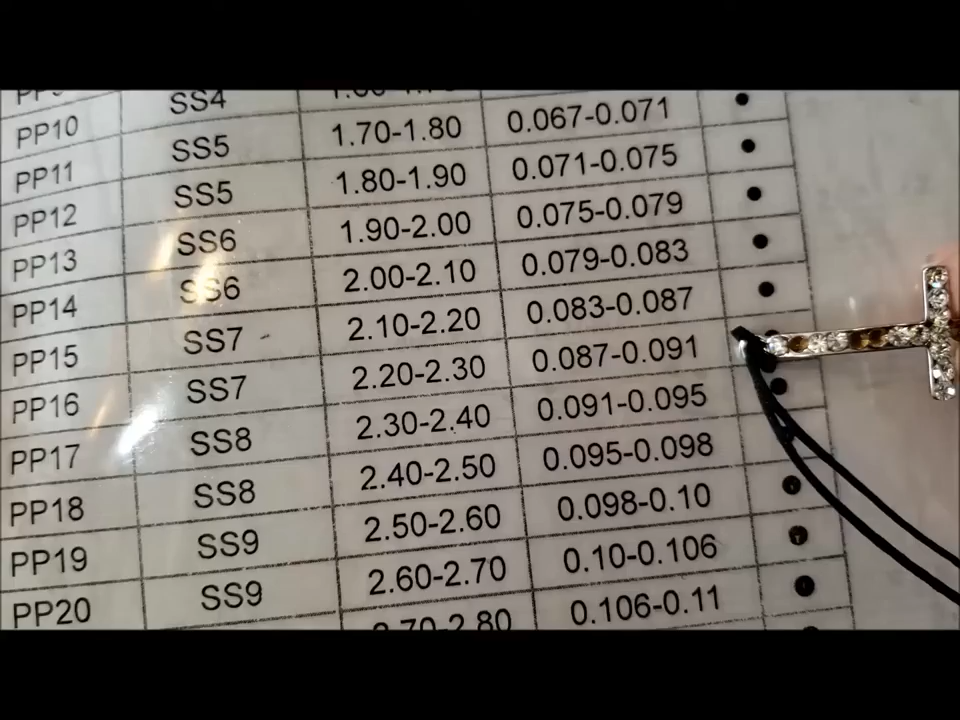 PP10 SS4
PP11 SS5 1.70-1.80 0.067-0.071
PP12 SS5 1.80-1.90 0.071-0.075
PP13 SS6 1.90-2.00 0.075-0.079
PP14 SS6 2.00-2.10 0.079-0.083
PP15 SS7 2.10-2.20 0.083-0.087
PP16 SS7 2.20-2.30 0.087-0.091
PP17 SS8 2.30-2.40 0.091-0.095
PP18 SS8 2.40-2.50 0.095-0.098
PP19 SS9 2.50-2.60 0.098-0.10
PP20 SS9 2.60-2.70 0.10-0.106
2.70-2.80 0.106-0.11